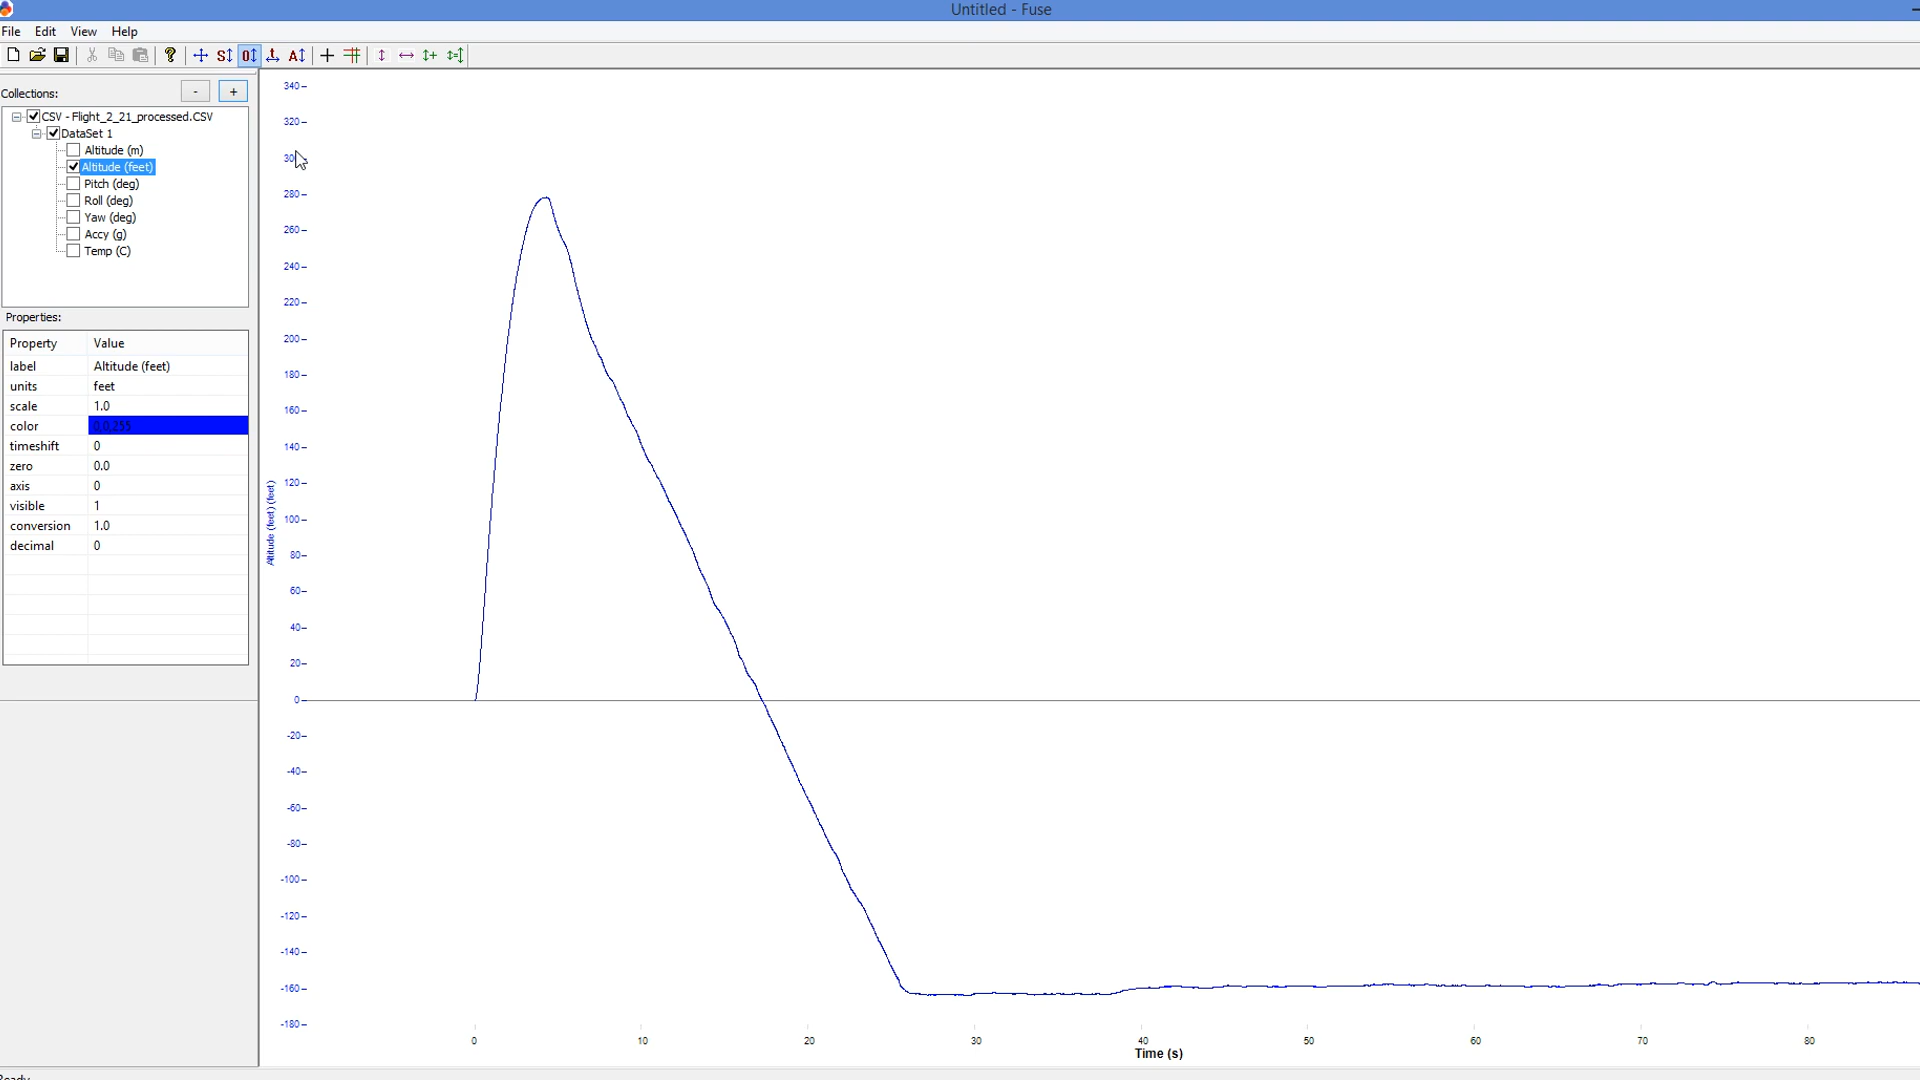 Untitled - Fuse
File Edit View Help
Collections: - +
CSV - Flight_2_21_processed.CSV
DataSet 1
Altitude (m)
Altitude (feet)
Pitch (deg)
Roll (deg)
Yaw (deg)
Accy (g)
Temp (C)
Properties:
Property Value
label Altitude (feet)
units feet
scale 1.0
color 0,0,255
timeshift 0
zero 0.0
axis 0
visible 1
conversion 1.0
decimal 0
340
320
280
260
240
220
200
180
160
140
120
100
80
60
40
20
0
-20
-40
-60
-80
-100
-120
-140
-160
-180
Altitude (feet) (feet)
0 10 20 30 40 50 60 70 80
Time (s)